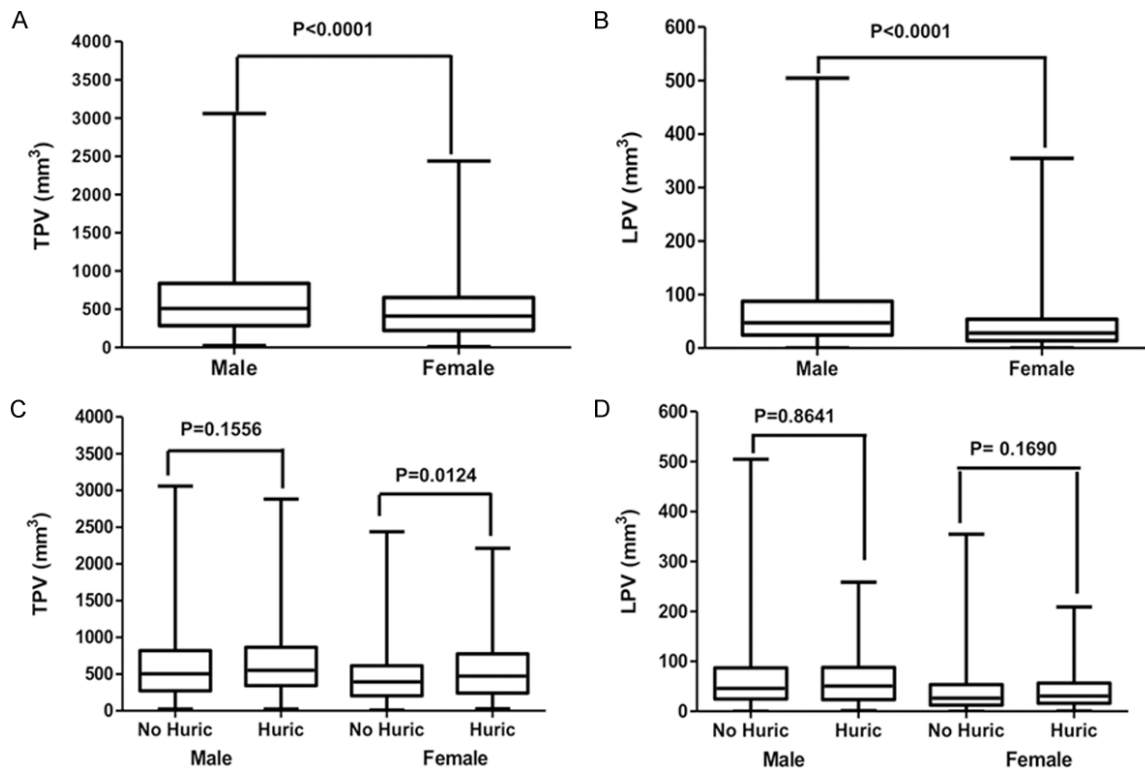 A
P<0.0001
TPV (mm³)
4000
3500
3000
2500
2000
1500
1000
500
0
Male Female
B
P<0.0001
LPV (mm³)
600
500
400
300
200
100
0
Male Female
C
P=0.1556
P=0.0124
TPV (mm³)
4000
3500
3000
2500
2000
1500
1000
500
0
No Huric Huric No Huric Huric
Male Female
D
P=0.8641
P= 0.1690
LPV (mm³)
600
500
400
300
200
100
0
No Huric Huric No Huric Huric
Male Female